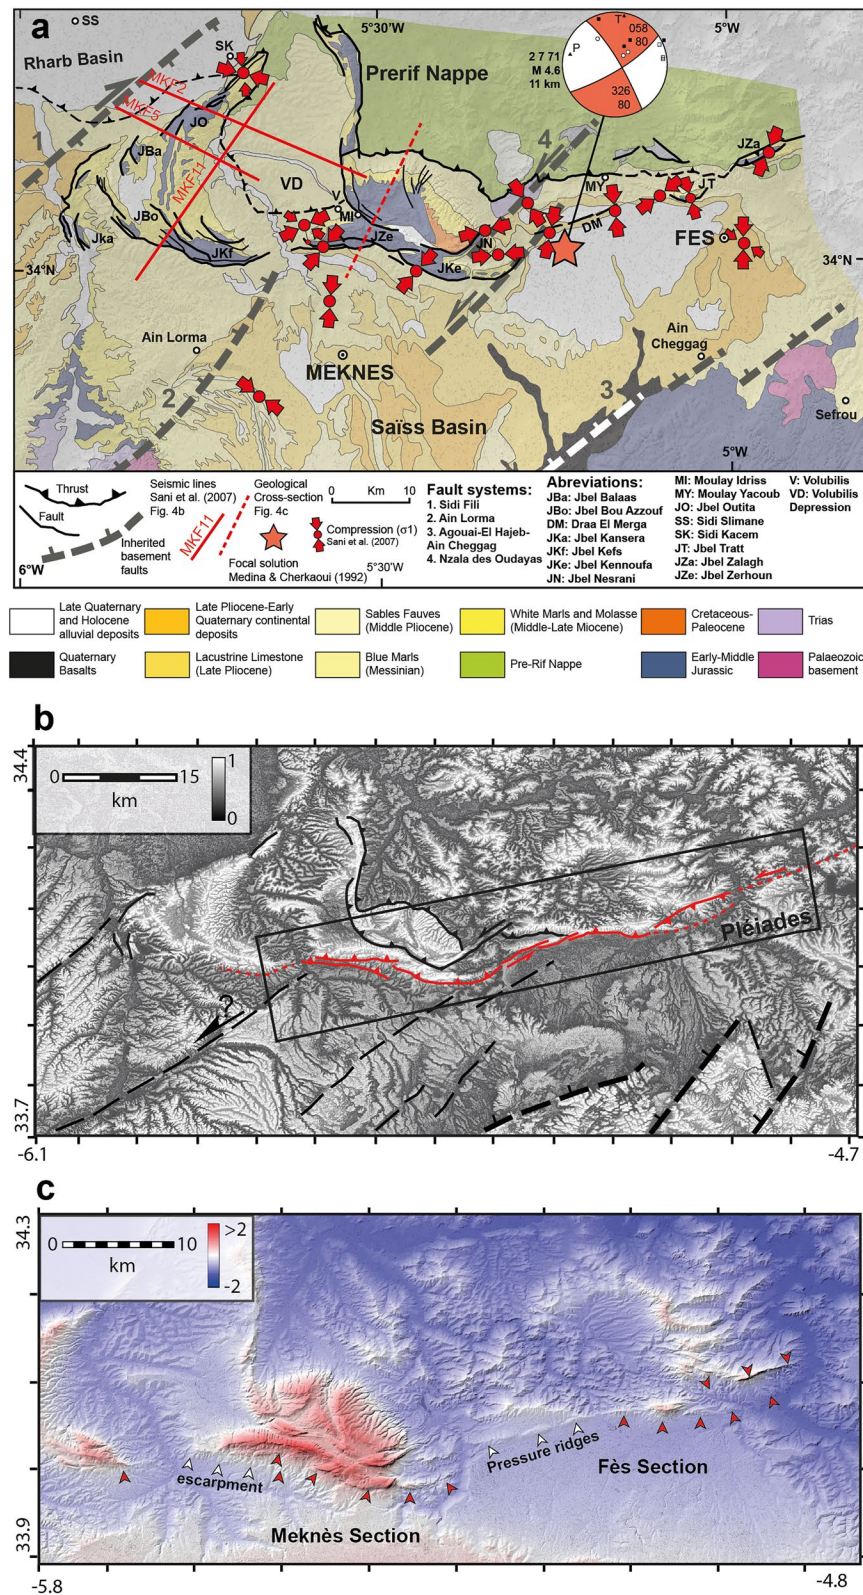 a
SS
5°30'W
5°W
Rharb Basin
SK
Prerif Nappe
T
058
80
P
B
2 7 71
M 4.6
11 km
326
80
MKF2
MKF5
JO
JBa
1
MKF11
VD
4
JZa
MY
JT
V
MI
JBo
Jka
JKf
JZe
JN
DM
FES
JKe
34°N
34°N
Ain Lorma
MEKNES
Ain
Cheggag
2
3
Saïss Basin
Sefrou
5°W
Thrust
Fault
Inherited
basement
faults
Seismic lines
Sani et al. (2007)
Fig. 4b
MKF11
Geological
Cross-section
Fig. 4c
0 Km 10
Compression (σ1)
Sani et al. (2007)
Focal solution
Medina & Cherkaoui (1992)
6°W
5°30'W
Fault systems:
1. Sidi Fili
2. Ain Lorma
3. Agouai-El Hajeb-
Ain Cheggag
4. Nzala des Oudayas
Abreviations:
JBa: Jbel Balaas
JBo: Jbel Bou Azzouf
DM: Draa El Merga
JKa: Jbel Kansera
JKf: Jbel Kefs
JKe: Jbel Kennoufa
JN: Jbel Nesrani
MI: Moulay Idriss
MY: Moulay Yacoub
JO: Jbel Outita
SS: Sidi Slimane
SK: Sidi Kacem
JT: Jbel Tratt
JZa: Jbel Zalagh
JZe: Jbel Zerhoun
V: Volubilis
VD: Volubilis
Depression
Late Quaternary
and Holocene
alluvial deposits
Late Pliocene-Early
Quaternary continental
deposits
Sables Fauves
(Middle Pliocene)
White Marls and Molasse
(Middle-Late Miocene)
Cretaceous-
Paleocene
Trias
Quaternary
Basalts
Lacustrine Limestone
(Late Pliocene)
Blue Marls
(Messinian)
Pre-Rif Nappe
Early-Middle
Jurassic
Palaeozoic
basement
b
34.4
0 15
km
1
0
Pléiades
?
33.7
-6.1
-4.7
c
34.3
0 10
km
>2
-2
escarpment
Pressure ridges
Fès Section
Meknès Section
33.9
-5.8
-4.8